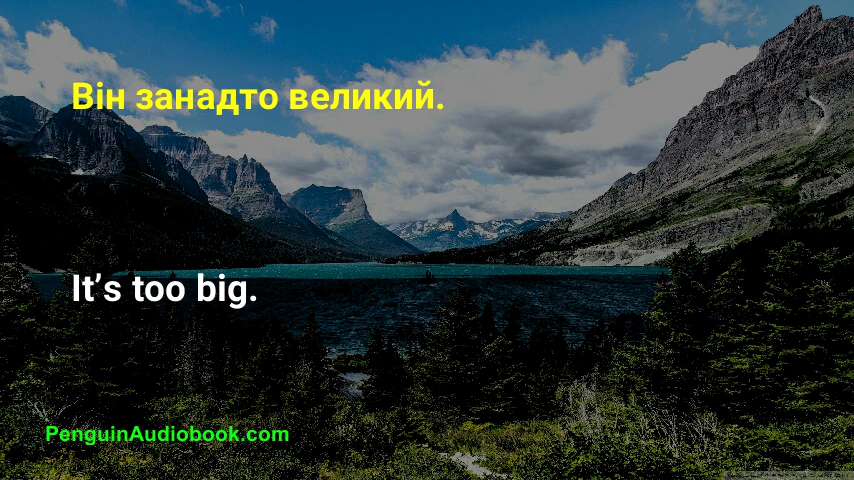 Він занадто великий.
It’s too big.
PenguinAudiobook.com